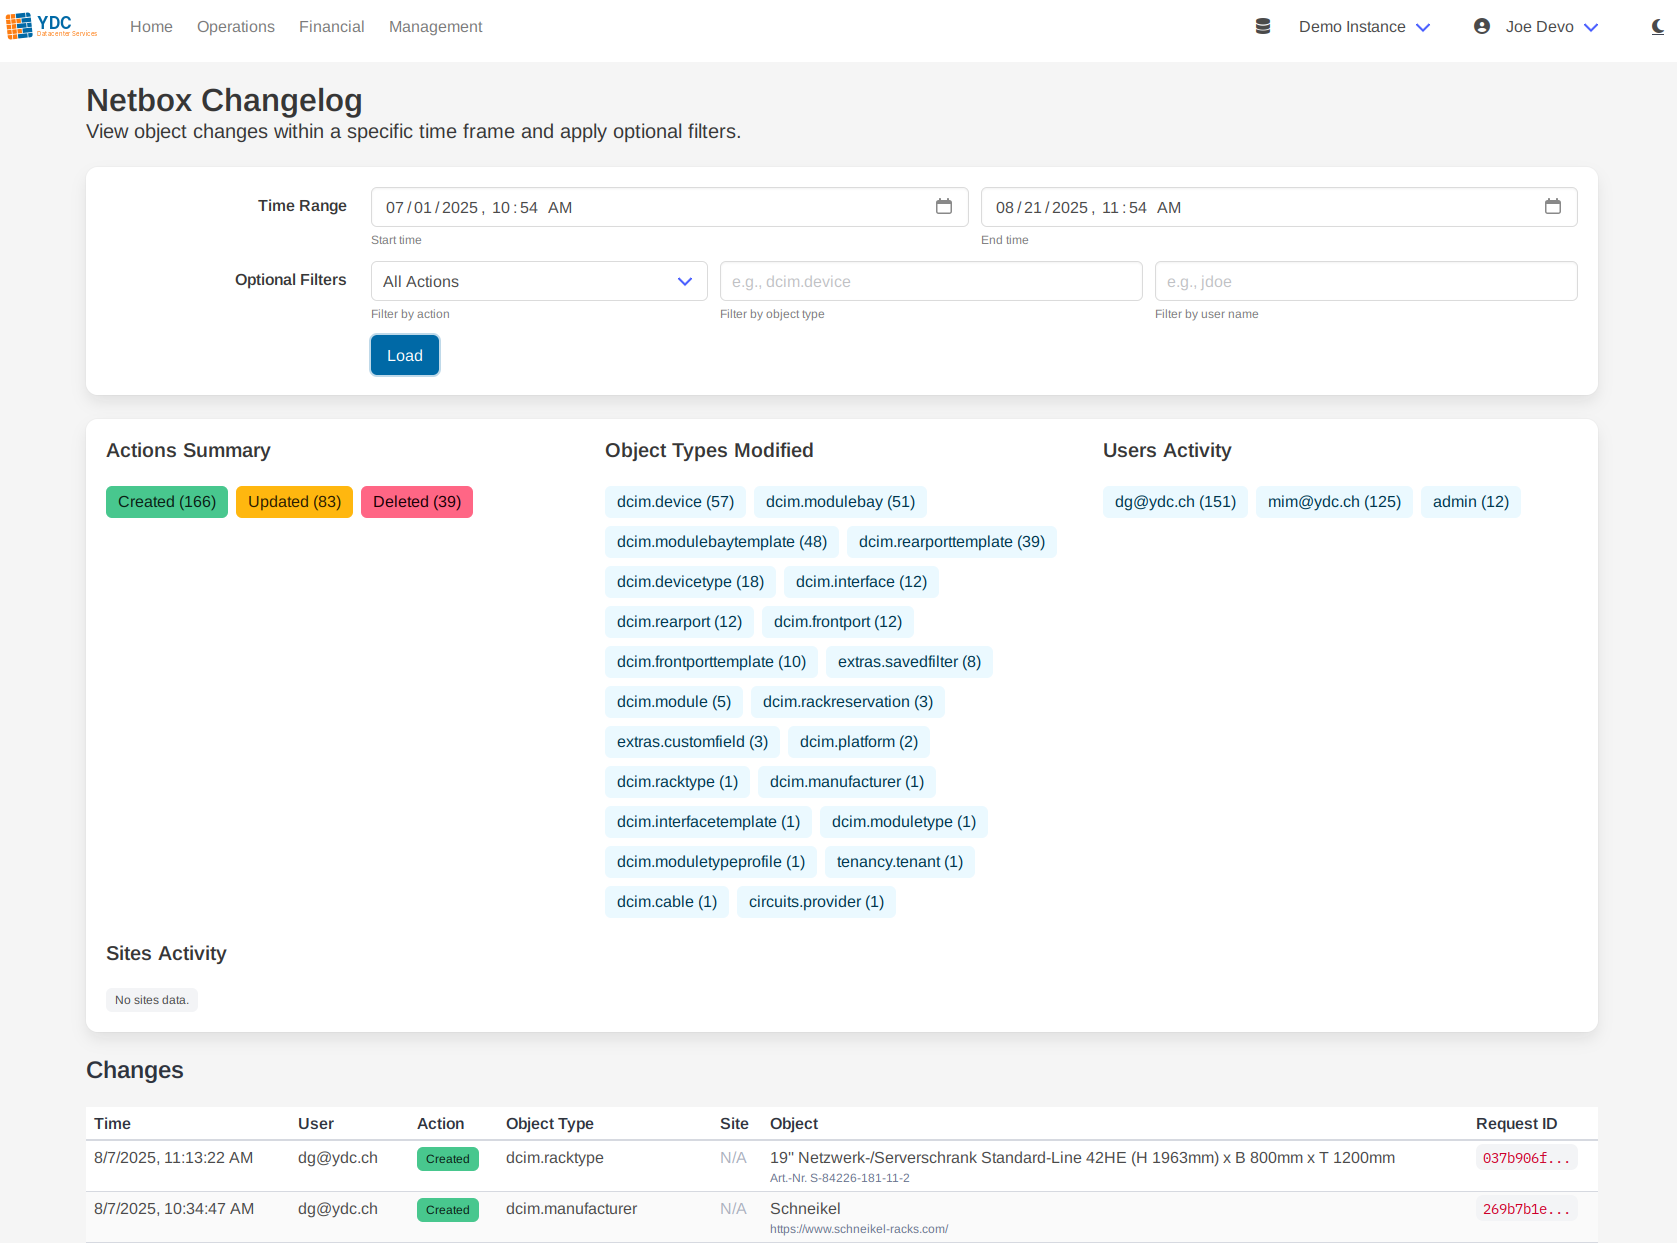 YDC
Datacenter Services
Home Operations Financial Management
Demo Instance Joe Devo
Netbox Changelog
View object changes within a specific time frame and apply optional filters.
Time Range
07/01/2025, 10:54 AM 08/21/2025, 11:54 AM
Start time End time
Optional Filters
All Actions e.g., dcim.device e.g., jdoe
Filter by action Filter by object type Filter by user name
Load
Actions Summary
Created (166) Updated (83) Deleted (39)
Object Types Modified
dcim.device (57) dcim.modulebay (51)
dcim.modulebaytemplate (48) dcim.rearporttemplate (39)
dcim.devicetype (18) dcim.interface (12)
dcim.rearport (12) dcim.frontport (12)
dcim.frontporttemplate (10) extras.savedfilter (8)
dcim.module (5) dcim.rackreservation (3)
extras.customfield (3) dcim.platform (2)
dcim.racktype (1) dcim.manufacturer (1)
dcim.interfacetemplate (1) dcim.moduletype (1)
dcim.moduletypeprofile (1) tenancy.tenant (1)
dcim.cable (1) circuits.provider (1)
Users Activity
dg@ydc.ch (151) mim@ydc.ch (125) admin (12)
Sites Activity
No sites data.
Changes
Time User Action Object Type Site Object Request ID
8/7/2025, 11:13:22 AM dg@ydc.ch Created dcim.racktype N/A 19" Netzwerk-/Serverschrank Standard-Line 42HE (H 1963mm) x B 800mm x T 1200mm 037b906f...
Art.-Nr. S-84226-181-11-2
8/7/2025, 10:34:47 AM dg@ydc.ch Created dcim.manufacturer N/A Schneikel 269b7b1e...
https://www.schneikel-racks.com/